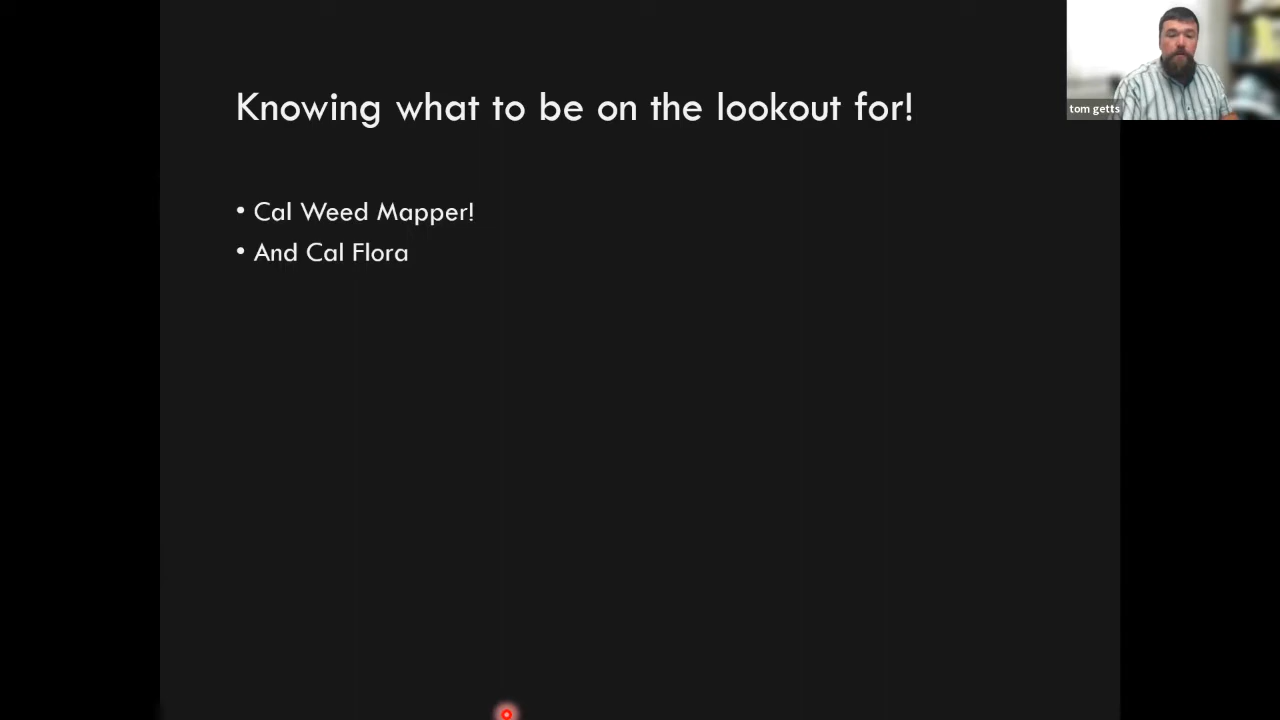 Knowing what to be on the lookout for!
• Cal Weed Mapper!
• And Cal Flora
tom getts